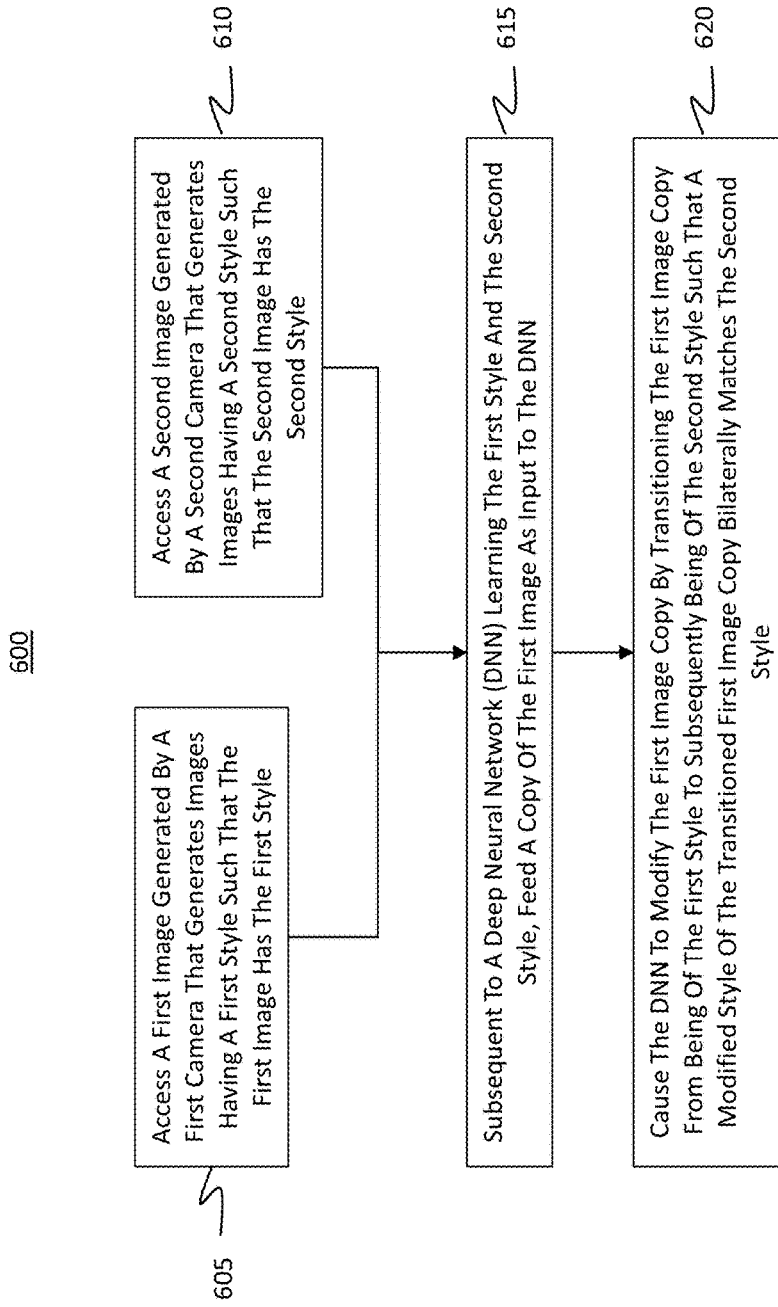 600
605
Access A First Image Generated By A
First Camera That Generates Images
Having A First Style Such That The
First Image Has The First Style
610
Access A Second Image Generated
By A Second Camera That Generates
Images Having A Second Style Such
That The Second Image Has The
Second Style
615
Subsequent To A Deep Neural Network (DNN) Learning The First Style And The Second
Style, Feed A Copy Of The First Image As Input To The DNN
620
Cause The DNN To Modify The First Image Copy By Transitioning The First Image Copy
From Being Of The First Style To Subsequently Being Of The Second Style Such That A
Modified Style Of The Transitioned First Image Copy Bilaterally Matches The Second
Style